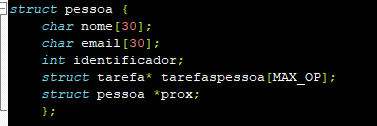 struct pessoa {
    char nome[30];
    char email[30];
    int identificador;
    struct tarefa* tarefaspessoa[MAX_OP];
    struct pessoa *prox;
    };